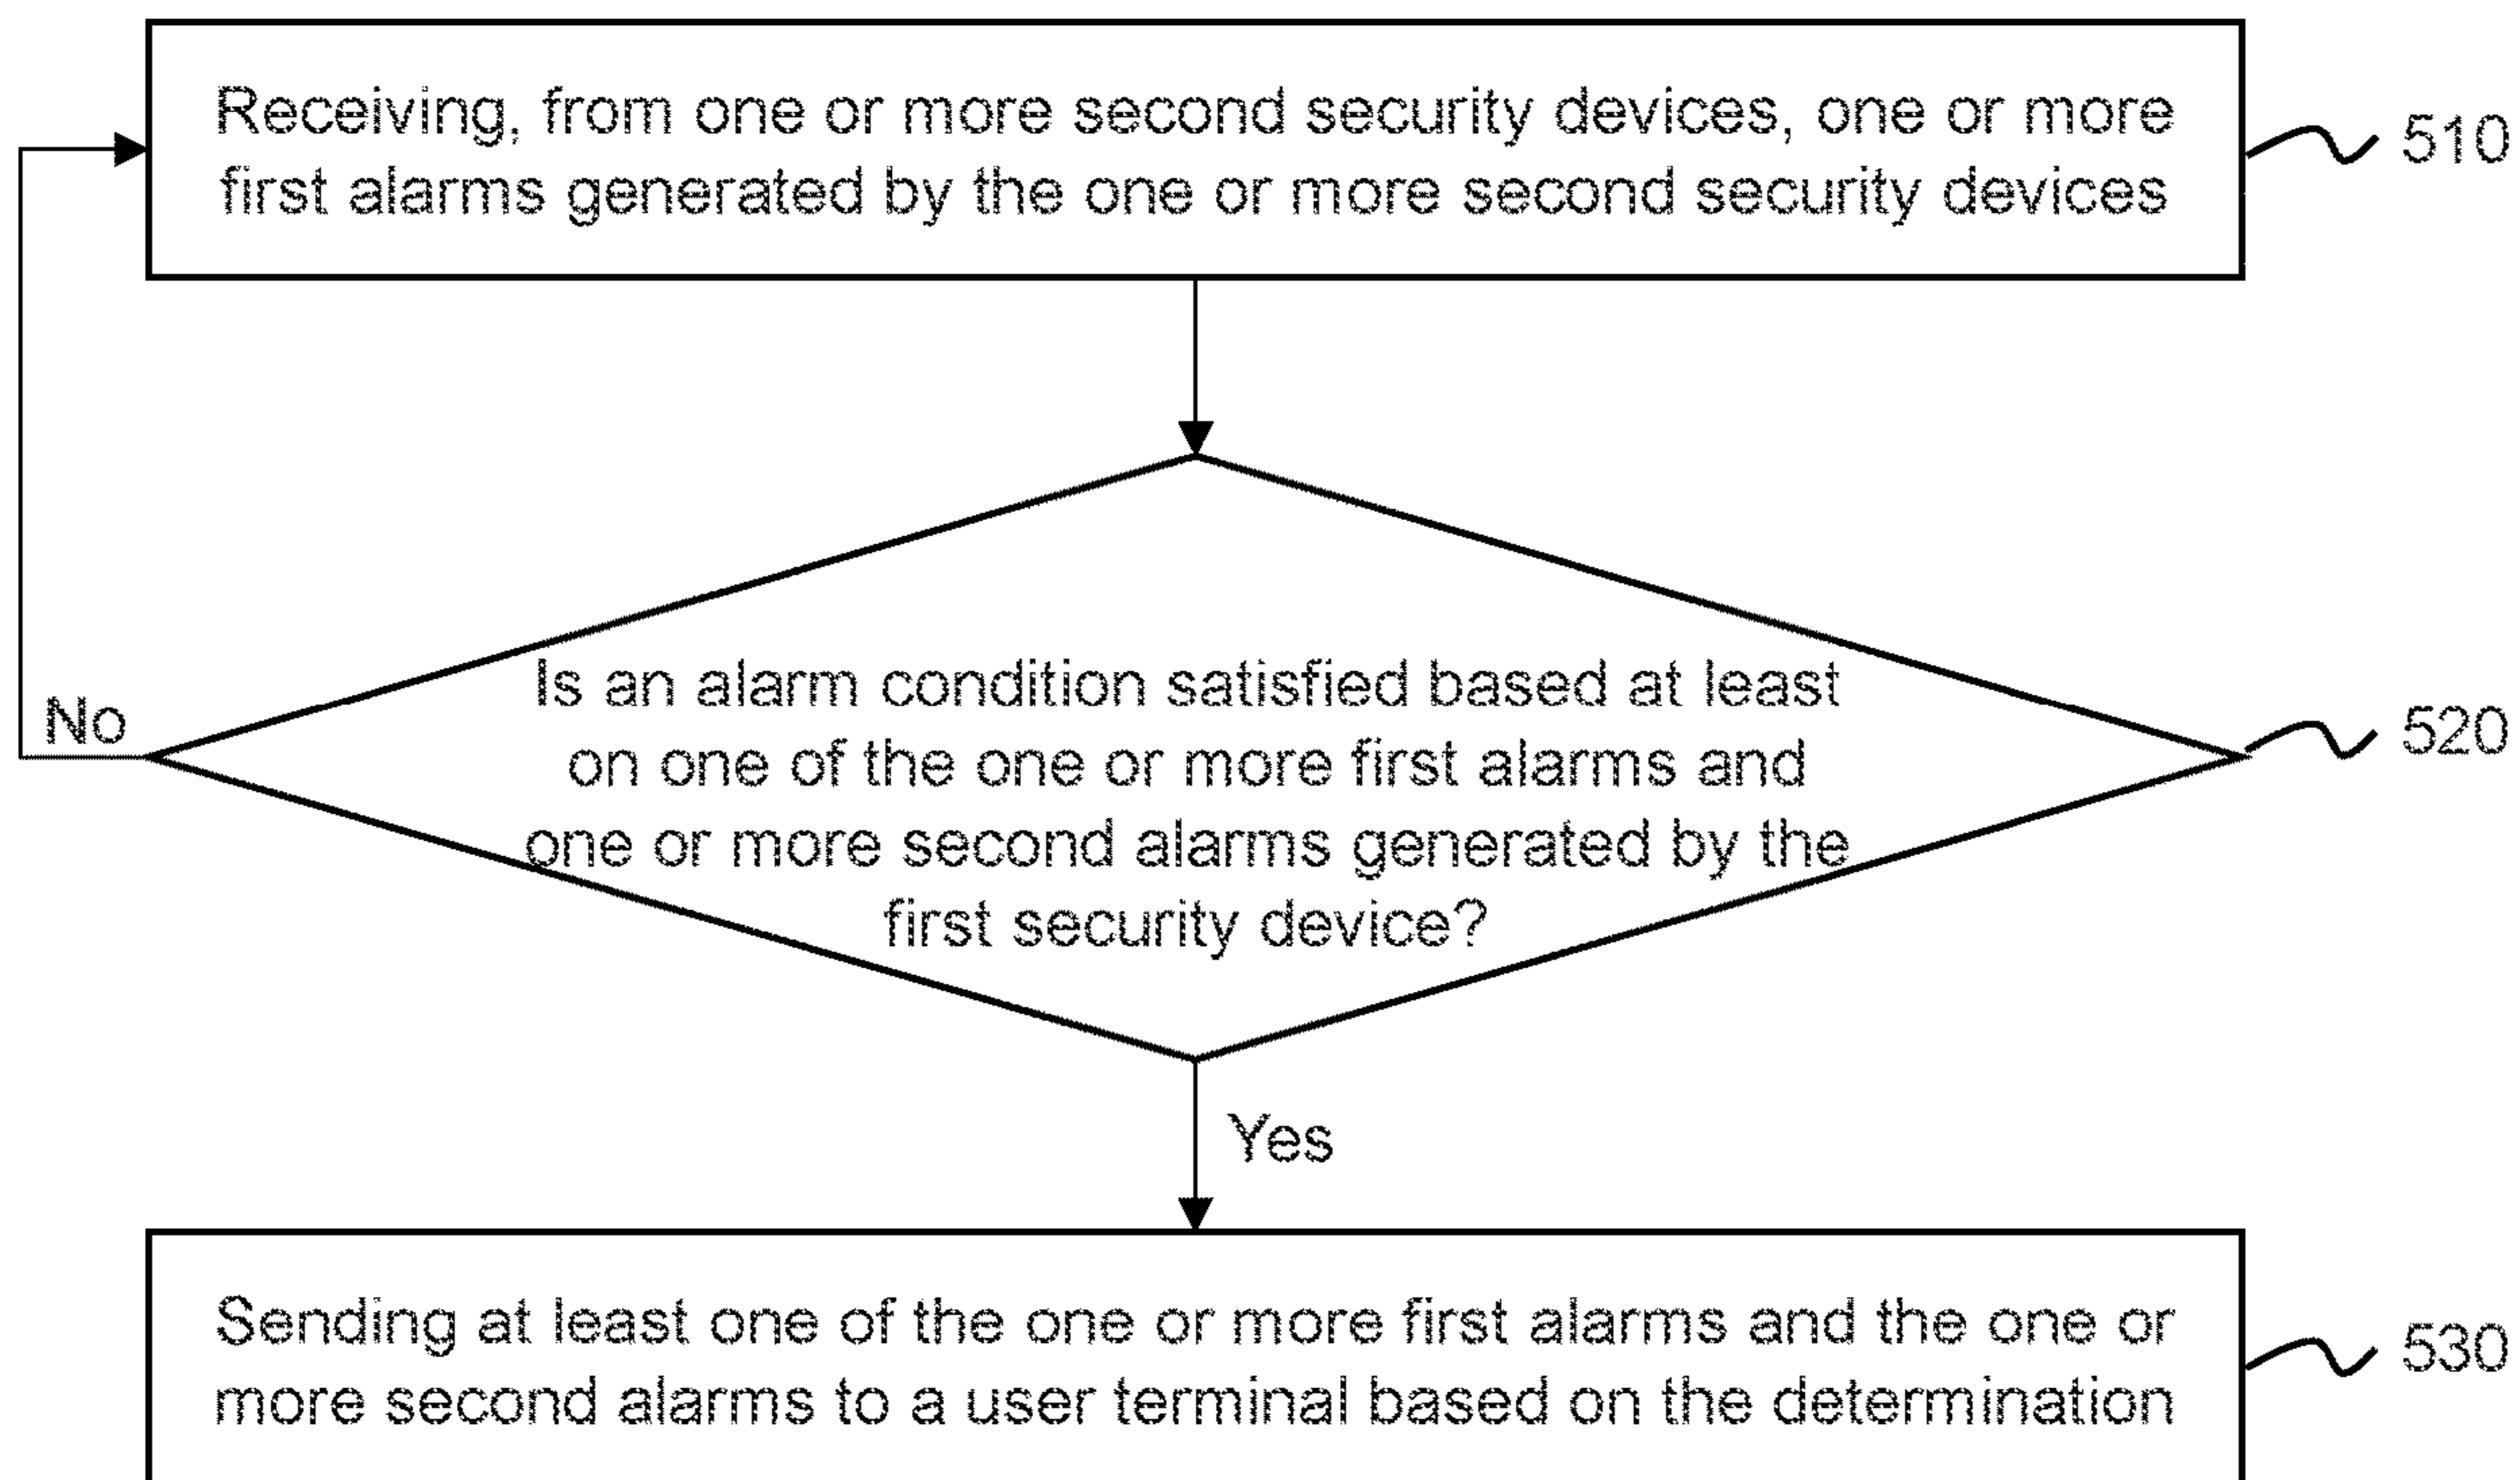 Receiving, from one or more second security devices, one or more
first alarms generated by the one or more second security devices
510
Is an alarm condition satisfied based at least
on one of the one or more first alarms and
one or more second alarms generated by the
first security device?
520
No
Yes
Sending at least one of the one or more first alarms and the one or
more second alarms to a user terminal based on the determination
530